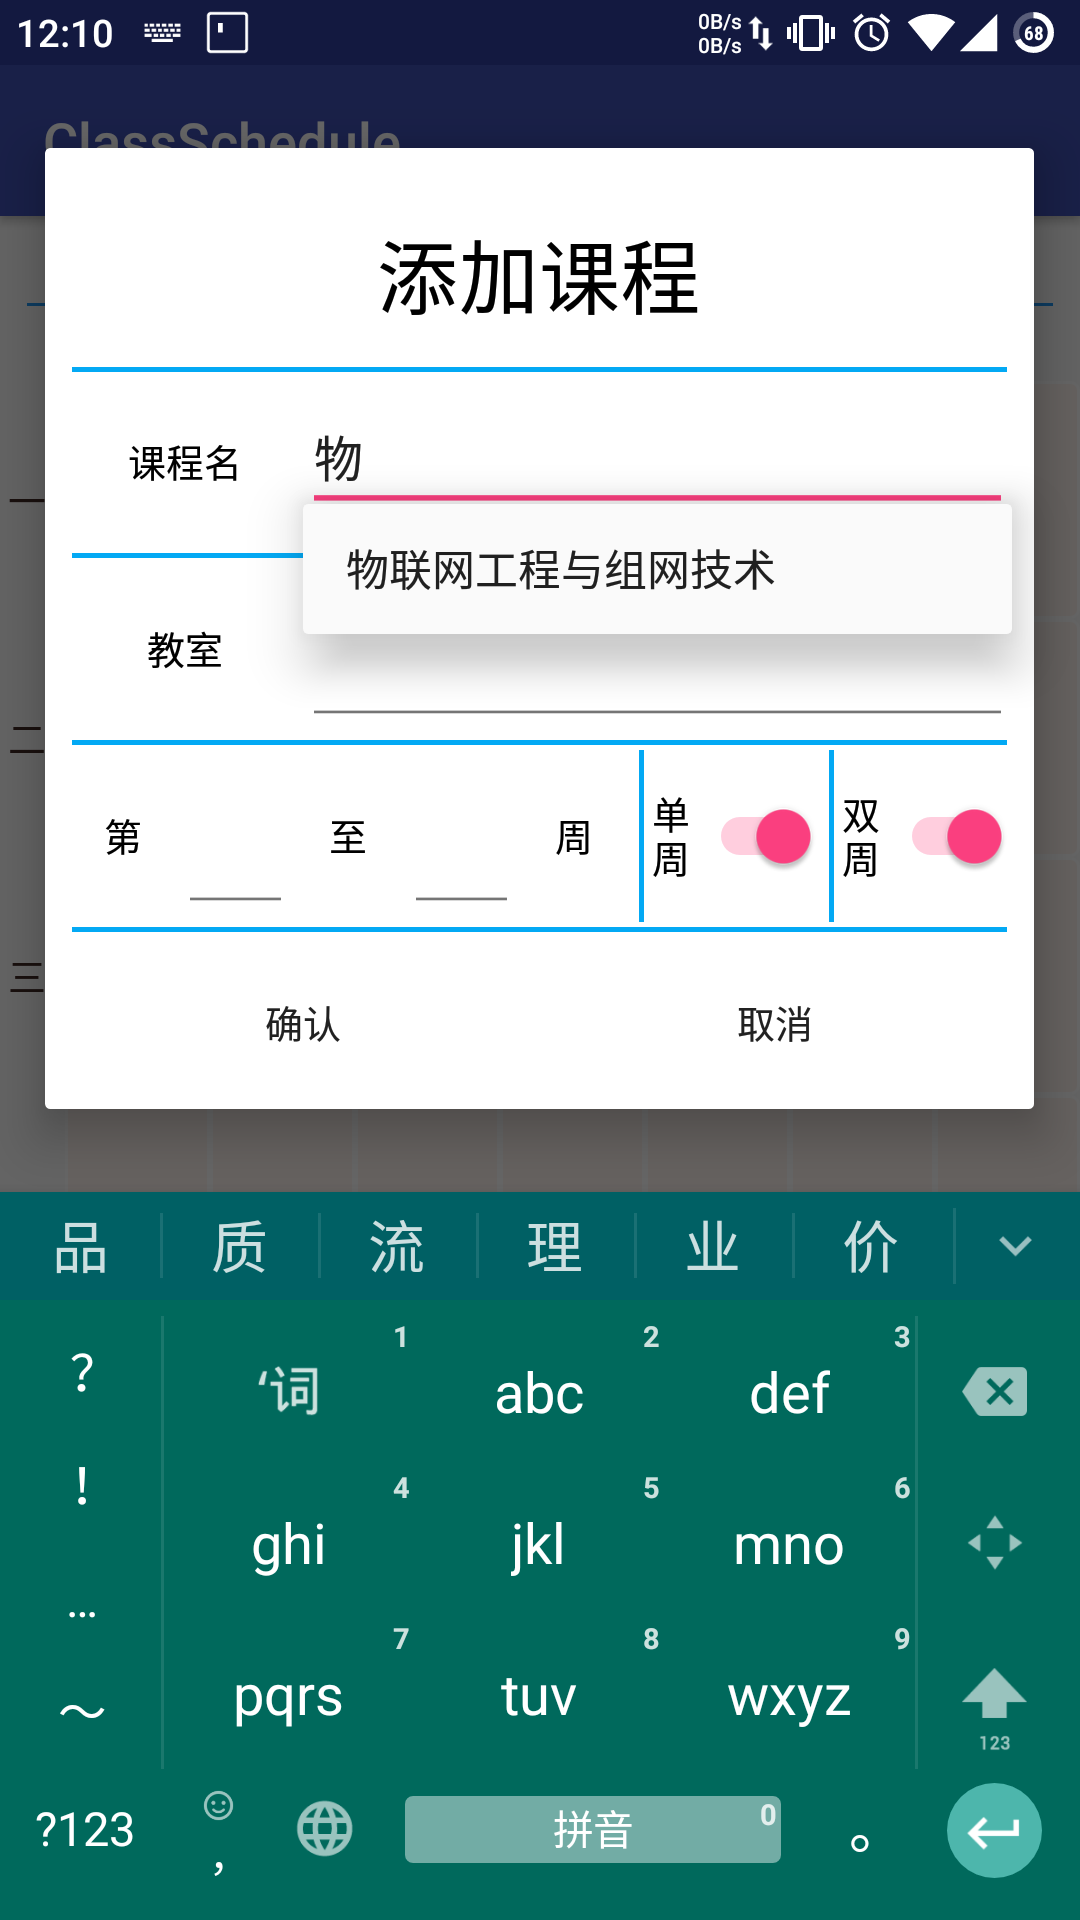 12:10
0B/s
0B/s
68
ClassSchedule
添加课程
课程名
物
一
物联网工程与组网技术
教室
二
第 至 周 单周 双周
三
确认 取消
品 质 流 理 业 价
? ‘词 1 abc 2 def 3
! ghi 4 jkl 5 mno 6
… pqrs 7 tuv 8 wxyz 9
～ 123
?123 , 拼音 0 。